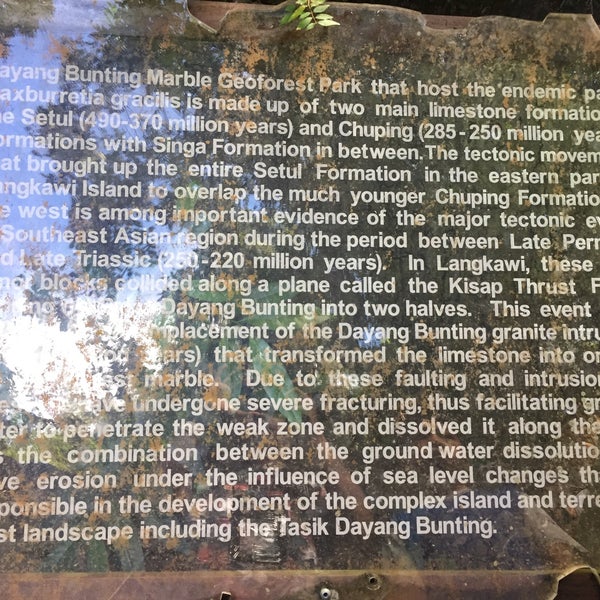 ayang Bunting Marble Geoforest Park that host the endemic pa
axburretia gracilis is made up of two main limestone formatio
e Setul (490-370 million years) and Chuping (285-250 million yea
ormations with Singa Formation in between. The tectonic movem
at brought up the entire Setul Formation in the eastern par
angkawi Island to overlap the much younger Chuping Formatio
e west is among important evidence of the major tectonic ev
Southeast Asian region during the period between Late Perm
d Late Triassic (250-220 million years). In Langkawi, these
blocks collided along a plane called the Kisap Thrust F
Dayang Bunting into two halves. This event
mplacement of the Dayang Bunting granite intru
ars) that transformed the limestone into on
marble. Due to these faulting and intrusion
have undergone severe fracturing, thus facilitating gr
ter to penetrate the weak zone and dissolved it along the
s the combination between the ground water dissolutio
ve erosion under the influence of sea level changes tha
ponsible in the development of the complex island and terre
st landscape including the Tasik Dayang Bunting.